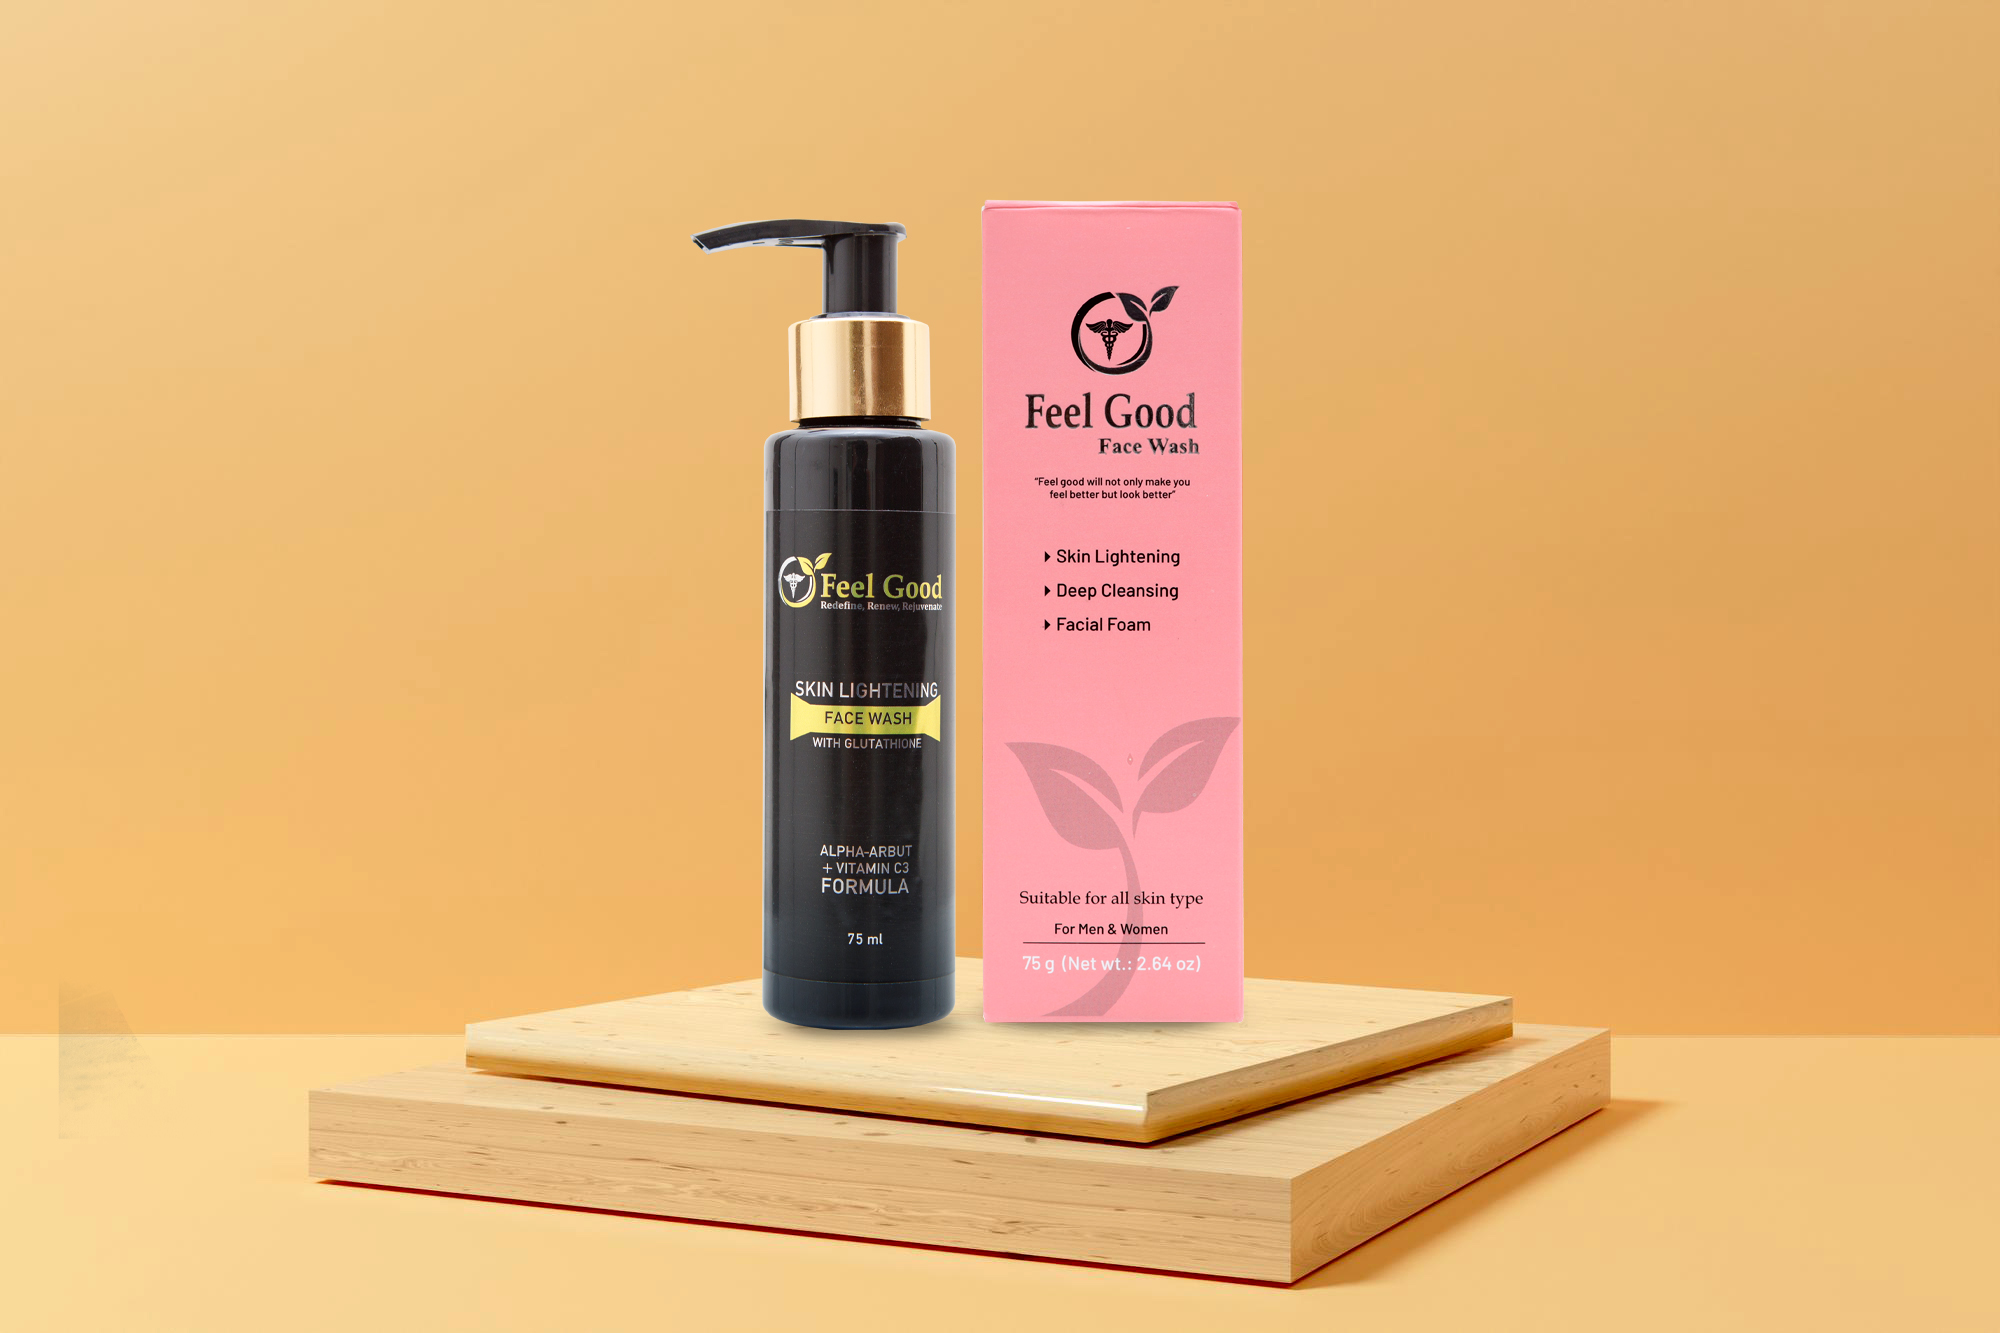 Feel Good
Redefine, Renew, Rejuvenate
SKIN LIGHTENING
FACE WASH
WITH GLUTATHIONE
ALPHA-ARBUT
+ VITAMIN C3
FORMULA
75 ml
Feel Good
Face Wash
"Feel good will not only make you
feel better but look better"
Skin Lightening
Deep Cleansing
Facial Foam
Suitable for all skin type
For Men & Women
75 g (Net wt.: 2.64 oz)